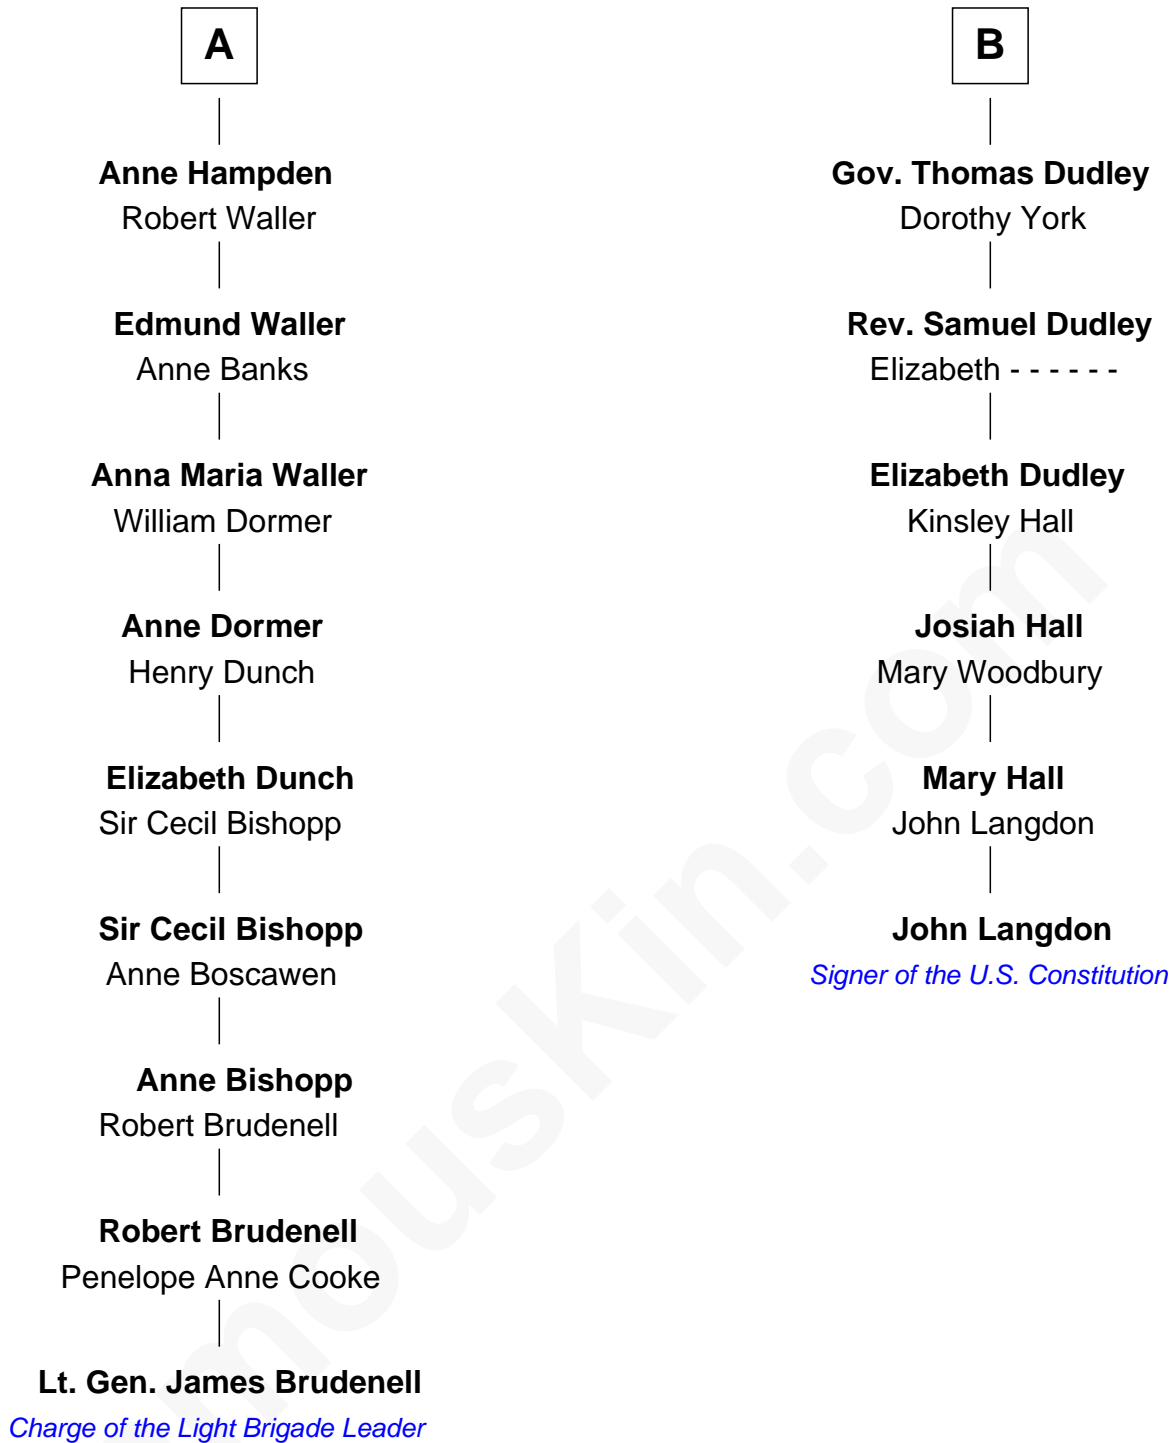 A
Anne Hampden
Robert Waller
Edmund Waller
Anne Banks
Anna Maria Waller
William Dormer
Anne Dormer
Henry Dunch
Elizabeth Dunch
Sir Cecil Bishopp
Sir Cecil Bishopp
Anne Boscawen
Anne Bishopp
Robert Brudenell
Robert Brudenell
Penelope Anne Cooke
Lt. Gen. James Brudenell
Charge of the Light Brigade Leader
B
Gov. Thomas Dudley
Dorothy York
Rev. Samuel Dudley
Elizabeth - - - - - -
Elizabeth Dudley
Kinsley Hall
Josiah Hall
Mary Woodbury
Mary Hall
John Langdon
John Langdon
Signer of the U.S. Constitution
mousKin.com